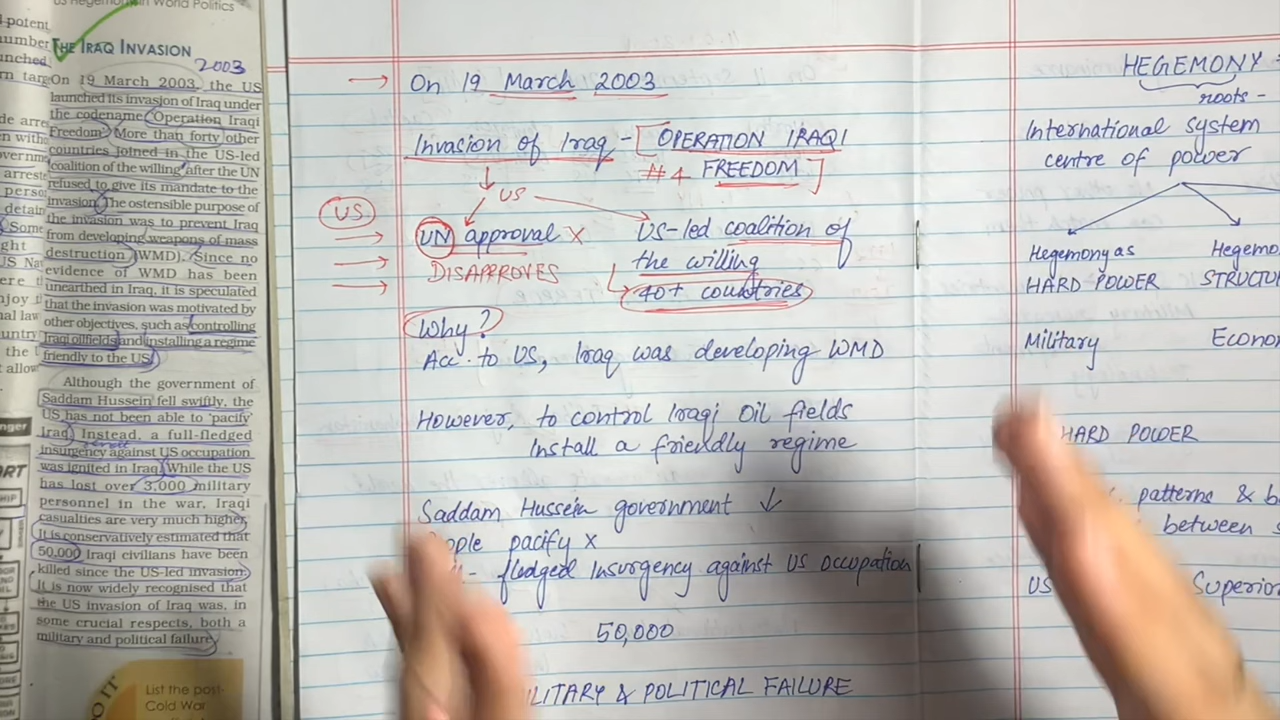 US Hegemony in World Politics
THE IRAQ INVASION
2003
On 19 March 2003, the US
launched its invasion of Iraq under
the codename 'Operation Iraqi
Freedom'. More than forty other
countries joined in the US-led
'coalition of the willing' after the UN
refused to give its mandate to the
invasion. The ostensible purpose of
the invasion was to prevent Iraq
from developing weapons of mass
destruction (WMD). Since no
evidence of WMD has been
unearthed in Iraq, it is speculated
that the invasion was motivated by
other objectives, such as controlling
Iraqi oilfields and installing a regime
friendly to the US.
Although the government of
Saddam Hussein fell swiftly, the
US has not been able to 'pacify'
Iraq. Instead, a full-fledged
insurgency against US occupation
was ignited in Iraq. While the US
has lost over 3,000 military
personnel in the war, Iraqi
casualties are very much higher.
It is conservatively estimated that
50,000 Iraqi civilians have been
killed since the US-led invasion.
It is now widely recognised that
the US invasion of Iraq was, in
some crucial respects, both a
military and political failure.
List the post-
Cold War
→ On 19 March 2003
Invasion of Iraq - [OPERATION IRAQI
#4 FREEDOM]
US
US
UN approval X US-led coalition of
DISAPPROVES the willing
40+ countries
Why?
Acc. to US, Iraq was developing WMD
However, to control Iraqi Oil fields
Install a friendly regime
Saddam Hussein government ↓
pacify X
fledged Insurgency against US occupation
50,000
MILITARY & POLITICAL FAILURE
HEGEMONY
roots -
International system
centre of power
Hegemony as Hegemo
HARD POWER STRUCTU
Military Econo
HARD POWER
patterns & b
between s
US Superior